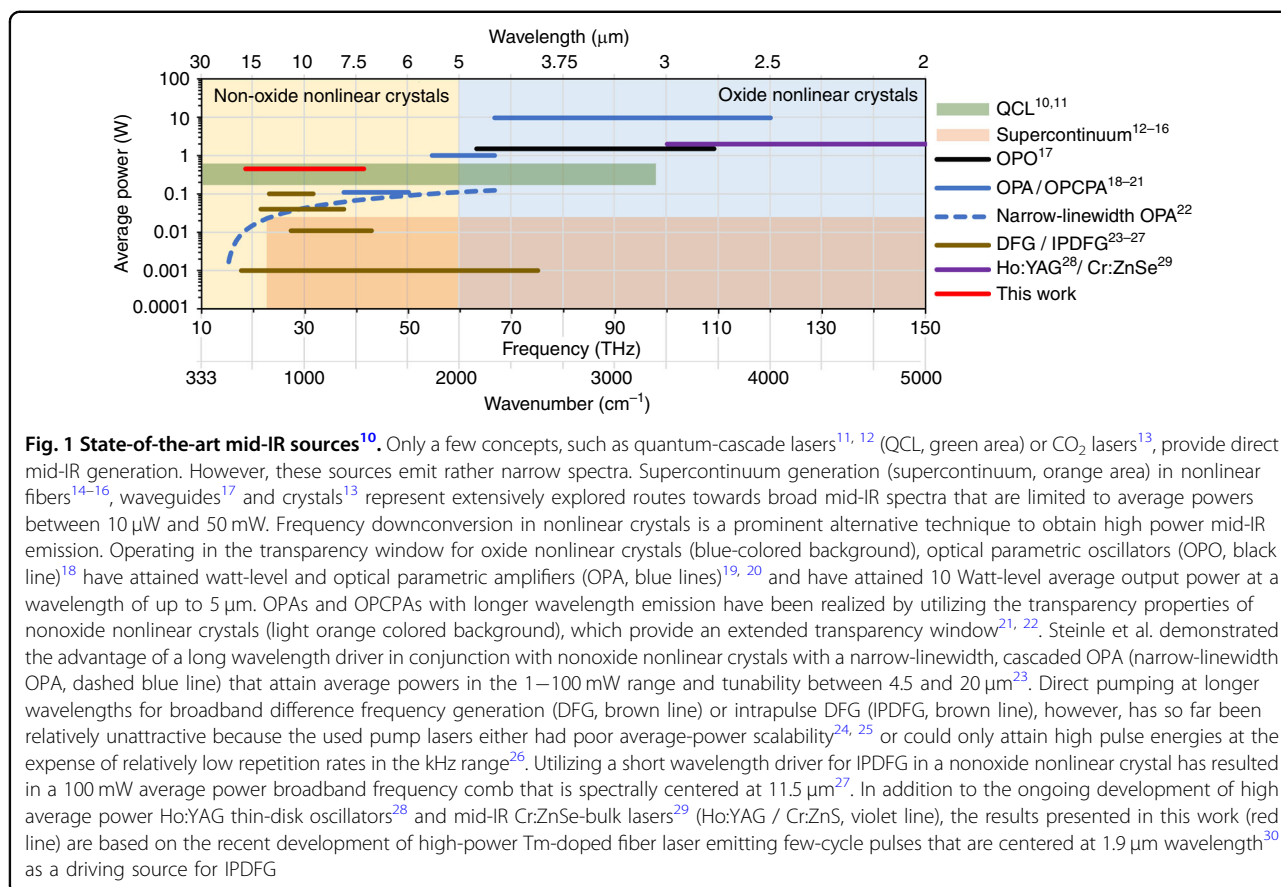 Wavelength (μm)
30 15 10 7.5 6 5 3.75 3 2.5 2
Average power (W)
100
10
1
0.1
0.01
0.001
0.0001
Non-oxide nonlinear crystals
Oxide nonlinear crystals
10 30 50 70 90 110 130 150
Frequency (THz)
333 1000 2000 3000 4000 5000
Wavenumber (cm⁻¹)
QCL¹⁰,¹¹
Supercontinuum¹²⁻¹⁶
OPO¹⁷
OPA / OPCPA¹⁸⁻²¹
Narrow-linewidth OPA²²
DFG / IPDFG²³⁻²⁷
Ho:YAG²⁸/ Cr:ZnSe²⁹
This work
Fig. 1 State-of-the-art mid-IR sources¹⁰. Only a few concepts, such as quantum-cascade lasers¹¹, ¹² (QCL, green area) or CO₂ lasers¹³, provide direct
mid-IR generation. However, these sources emit rather narrow spectra. Supercontinuum generation (supercontinuum, orange area) in nonlinear
fibers¹⁴⁻¹⁶, waveguides¹⁷ and crystals¹³ represent extensively explored routes towards broad mid-IR spectra that are limited to average powers
between 10 μW and 50 mW. Frequency downconversion in nonlinear crystals is a prominent alternative technique to obtain high power mid-IR
emission. Operating in the transparency window for oxide nonlinear crystals (blue-colored background), optical parametric oscillators (OPO, black
line)¹⁸ have attained watt-level and optical parametric amplifiers (OPA, blue lines)¹⁹, ²⁰ and have attained 10 Watt-level average output power at a
wavelength of up to 5 μm. OPAs and OPCPAs with longer wavelength emission have been realized by utilizing the transparency properties of
nonoxide nonlinear crystals (light orange colored background), which provide an extended transparency window²¹, ²². Steinle et al. demonstrated
the advantage of a long wavelength driver in conjunction with nonoxide nonlinear crystals with a narrow-linewidth, cascaded OPA (narrow-linewidth
OPA, dashed blue line) that attain average powers in the 1−100 mW range and tunability between 4.5 and 20 μm²³. Direct pumping at longer
wavelengths for broadband difference frequency generation (DFG, brown line) or intrapulse DFG (IPDFG, brown line), however, has so far been
relatively unattractive because the used pump lasers either had poor average-power scalability²⁴, ²⁵ or could only attain high pulse energies at the
expense of relatively low repetition rates in the kHz range²⁶. Utilizing a short wavelength driver for IPDFG in a nonoxide nonlinear crystal has resulted
in a 100 mW average power broadband frequency comb that is spectrally centered at 11.5 μm²⁷. In addition to the ongoing development of high
average power Ho:YAG thin-disk oscillators²⁸ and mid-IR Cr:ZnSe-bulk lasers²⁹ (Ho:YAG / Cr:ZnS, violet line), the results presented in this work (red
line) are based on the recent development of high-power Tm-doped fiber laser emitting few-cycle pulses that are centered at 1.9 μm wavelength³⁰
as a driving source for IPDFG